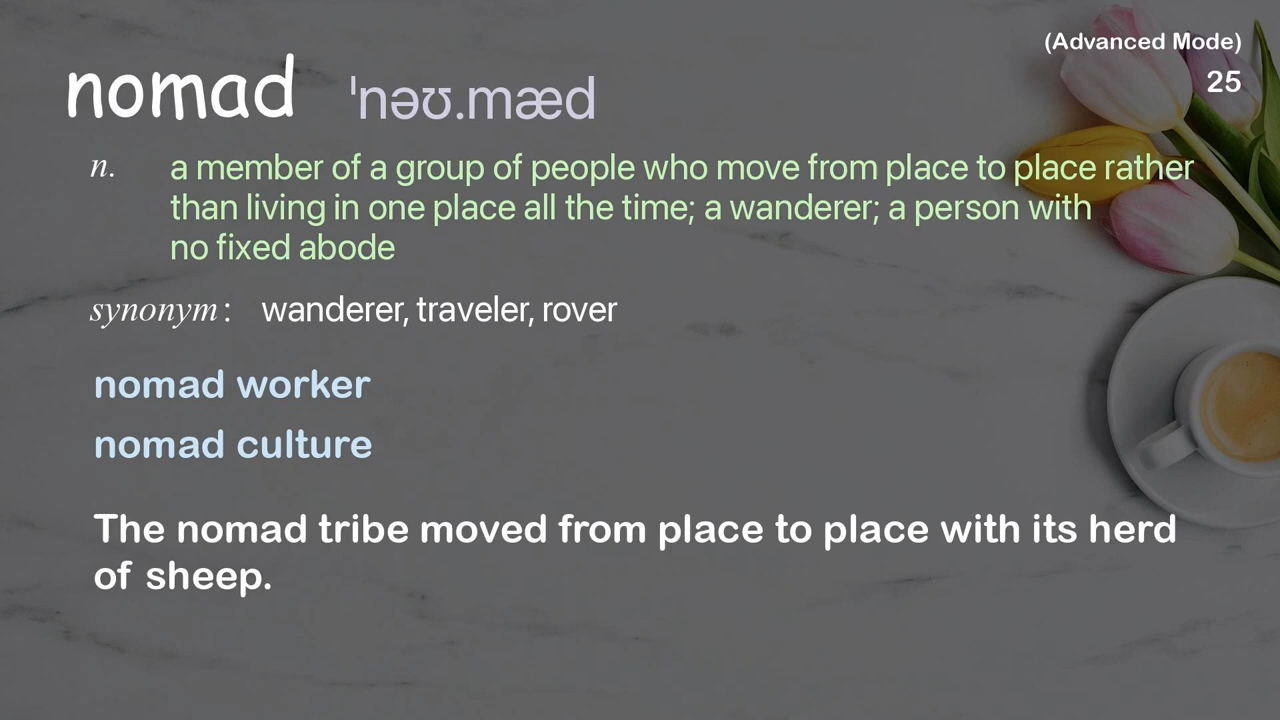 (Advanced Mode)
25
nomad ˈnəʊ.mæd
n. a member of a group of people who move from place to place rather
than living in one place all the time; a wanderer; a person with
no fixed abode
synonym: wanderer, traveler, rover
nomad worker
nomad culture
The nomad tribe moved from place to place with its herd
of sheep.